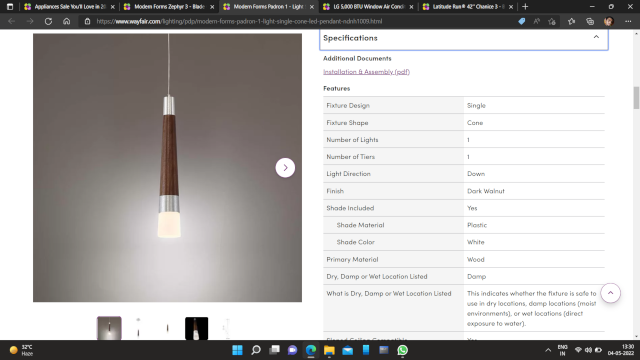 Appliances Sale You'll Love in 20
Modern Forms Zephyr 3 - Blade
Modern Forms Padron 1 - Light
LG 5,000 BTU Window Air Cond
Latitude Run® 42" Chanice 3 - B
https://www.wayfair.com/lighting/pdp/modern-forms-padron-1-light-single-cone-led-pendant-ndnh1009.html
Specifications
Additional Documents
Installation & Assembly (pdf)
Features
Fixture Design Single
Fixture Shape Cone
Number of Lights 1
Number of Tiers 1
Light Direction Down
Finish Dark Walnut
Shade Included Yes
Shade Material Plastic
Shade Color White
Primary Material Wood
Dry, Damp or Wet Location Listed Damp
What is Dry, Damp or Wet Location Listed This indicates whether the fixture is safe to
use in dry locations, damp locations (moist
environments), or wet locations (direct
exposure to water).
32°C
Haze
ENG
IN
13:30
04-05-2022